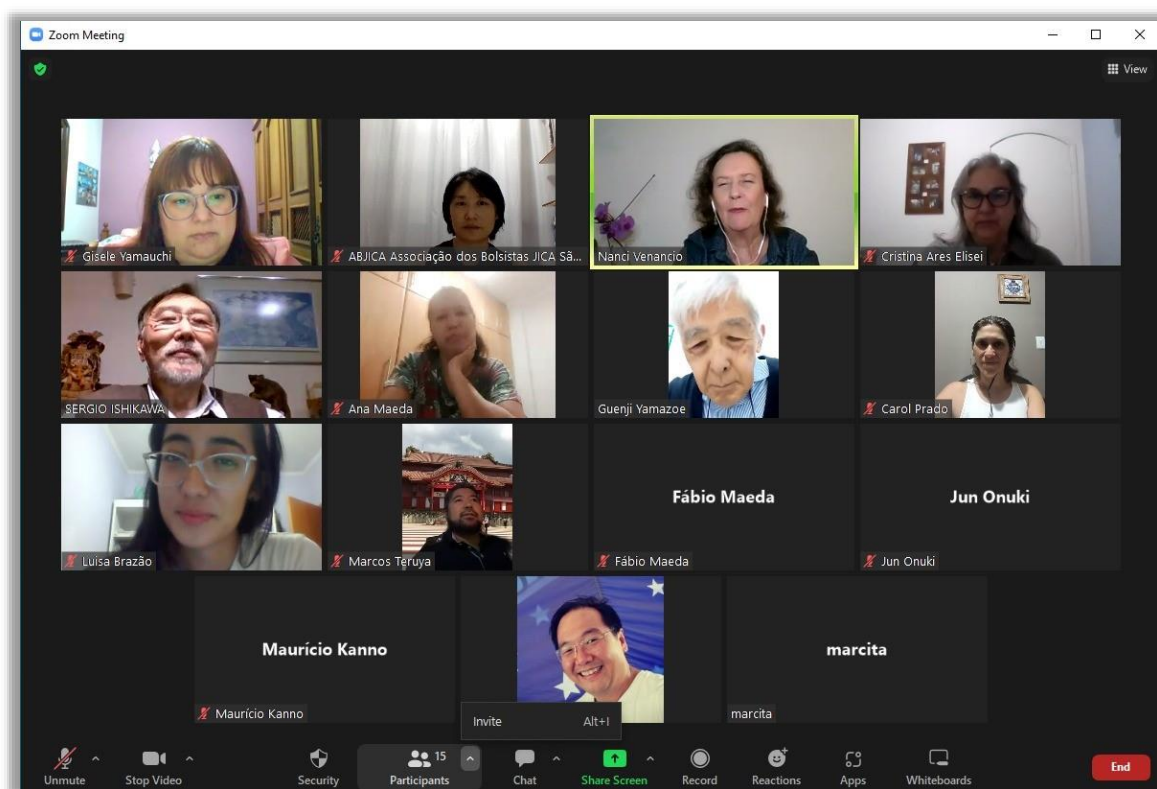 Zoom Meeting
View
Gisele Yamauchi
ABJICA Associação dos Bolsistas JICA Sã...
Nanci Venancio
Cristina Ares Elisei
SERGIO ISHIKAWA
Ana Maeda
Guenji Yamazoe
Carol Prado
Luisa Brazão
Marcos Teruya
Fábio Maeda
Fábio Maeda
Jun Onuki
Jun Onuki
Maurício Kanno
Maurício Kanno
Invite Alt+I
marcita
marcita
Unmute
Stop Video
Security
15
Participants
Chat
Share Screen
Record
Reactions
Apps
Whiteboards
End